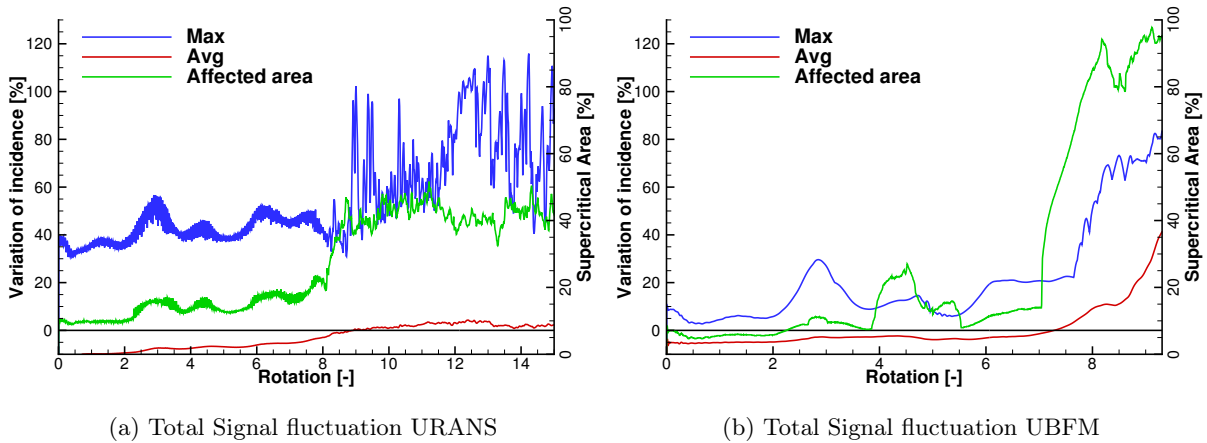 Variation of incidence [%]
120
100
80
60
40
20
0
Max
Avg
Affected area
100
80
60
40
20
0
Supercritical Area [%]
0 2 4 6 8 10 12 14
Rotation [-]
(a) Total Signal fluctuation URANS
Variation of incidence [%]
120
100
80
60
40
20
0
Max
Avg
Affected area
100
80
60
40
20
0
Supercritical Area [%]
0 2 4 6 8
Rotation [-]
(b) Total Signal fluctuation UBFM